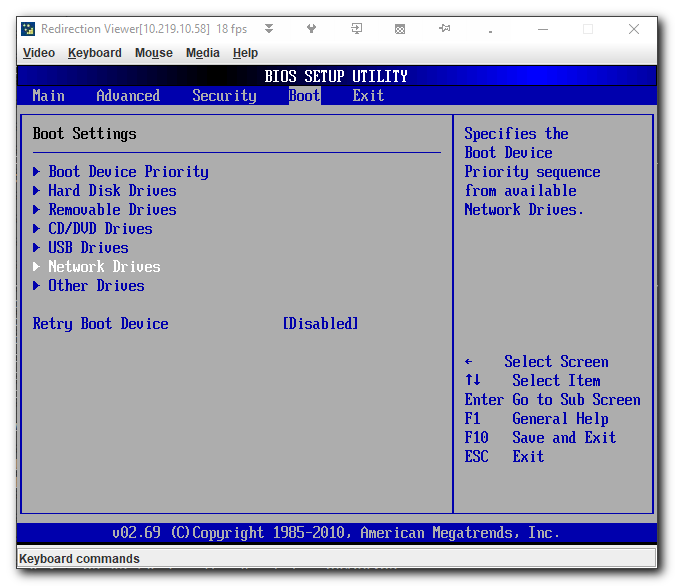 Redirection Viewer[10.219.10.58] 18 fps
Video Keyboard Mouse Media Help
BIOS SETUP UTILITY
Main Advanced Security Boot Exit
Boot Settings
Boot Device Priority
Hard Disk Drives
Removable Drives
CD/DVD Drives
USB Drives
Network Drives
Other Drives
Retry Boot Device [Disabled]
Specifies the
Boot Device
Priority sequence
from available
Network Drives.
← Select Screen
↑↓ Select Item
Enter Go to Sub Screen
F1 General Help
F10 Save and Exit
ESC Exit
v02.69 (C)Copyright 1985-2010, American Megatrends, Inc.
Keyboard commands